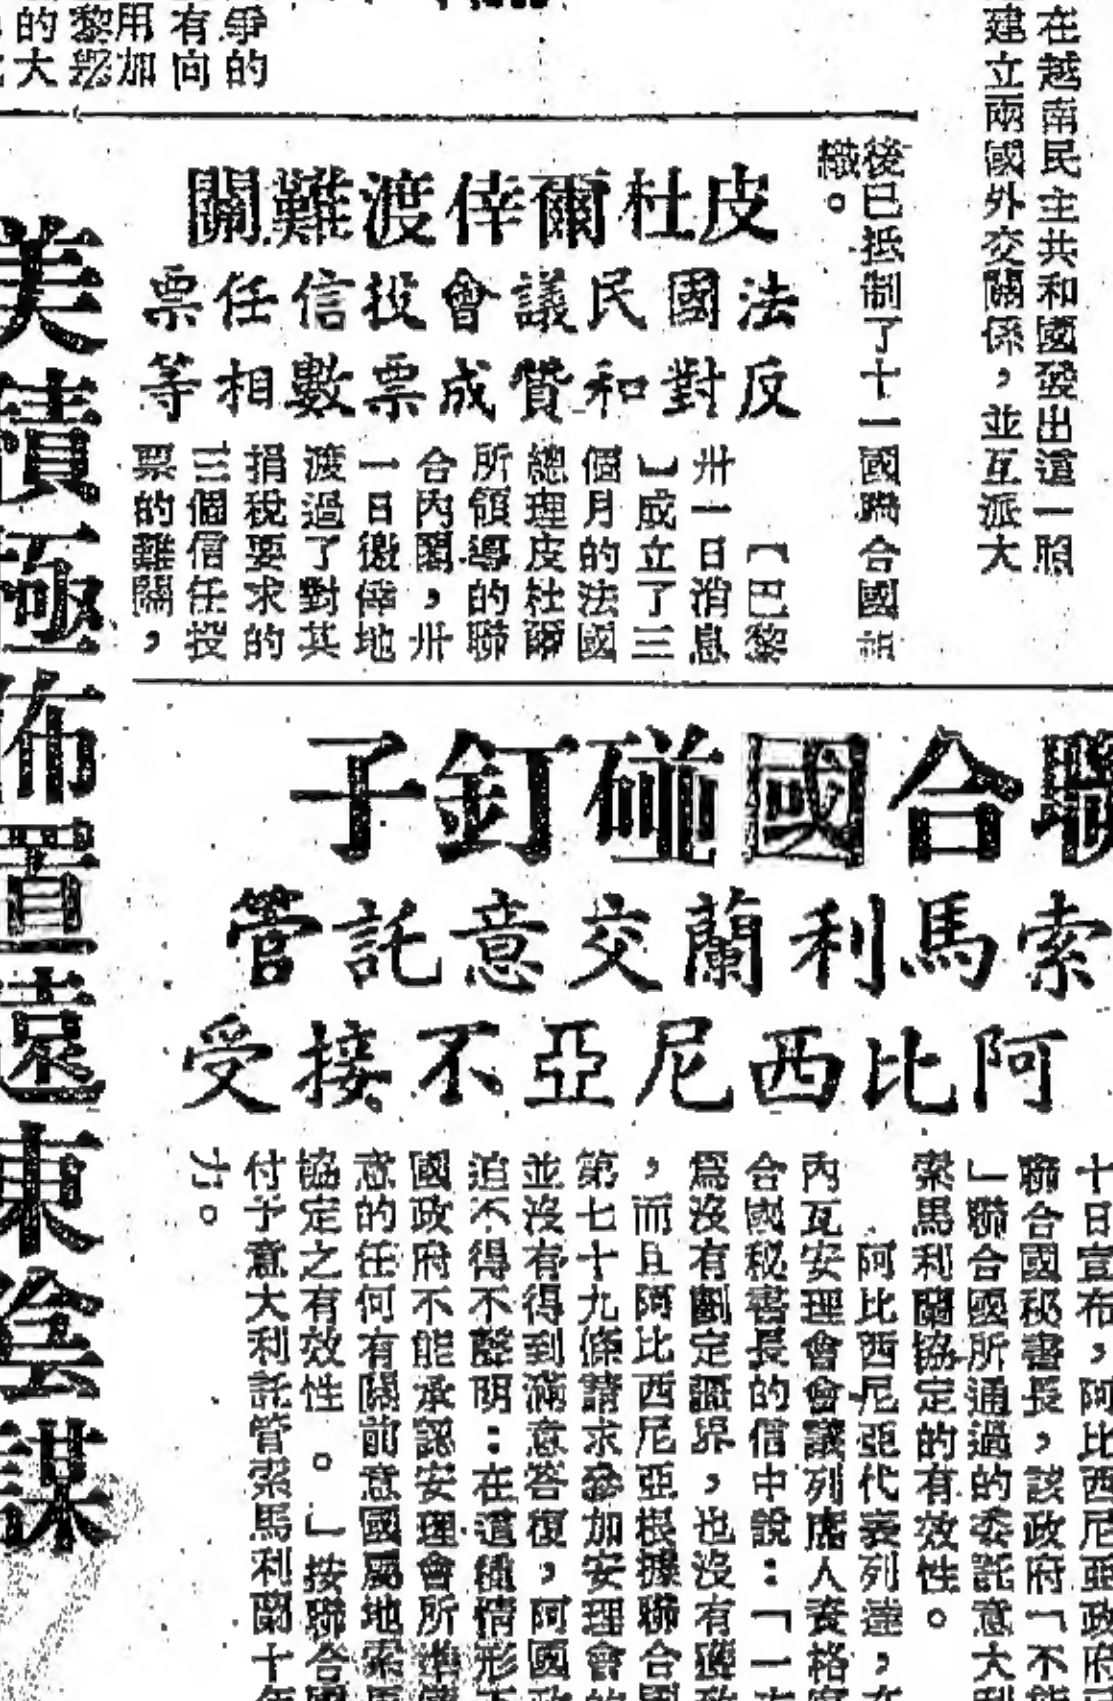 在越南民主共和國發出這一照
建立兩國外交關係，並互派大
後已抵制了十一國聯合國組
織。
爭的
有向
用加
黎
的大
皮杜爾倖渡難關
法國民議會投信任票
反對和贊成票數相等
【巴黎
卅一日消息
】成立了三
個月的法國
總理皮杜爾
所領導的聯
合內閣，卅
一日徼倖地
渡過了對其
捐稅要求的
三個信任投
票的難關，
聯合國碰釘子
索馬利蘭交意託管
阿比西尼亞不接受
十日宣布，阿比西尼亞政府已
聯合國秘書長，該政府「不能
」聯合國所通過的委託意大利
索馬利蘭協定的有效性。
阿比西尼亞代表列達，在
內瓦安理會會議列席人資格
合國秘書長的信中說：「一
為沒有劃定疆界，也沒有獲
，而且阿比西尼亞根據聯合國
第七十九條請求參加安理會的
並沒有得到滿意答復，阿國政
迫不得不聲明：在這種情形下
國政府不能承認安理會所準
意的任何有關前意國屬地索馬
協定之有效性。」按聯合國
付予意大利託管索馬利蘭十年
力。
美積極佈置遠東陰謀